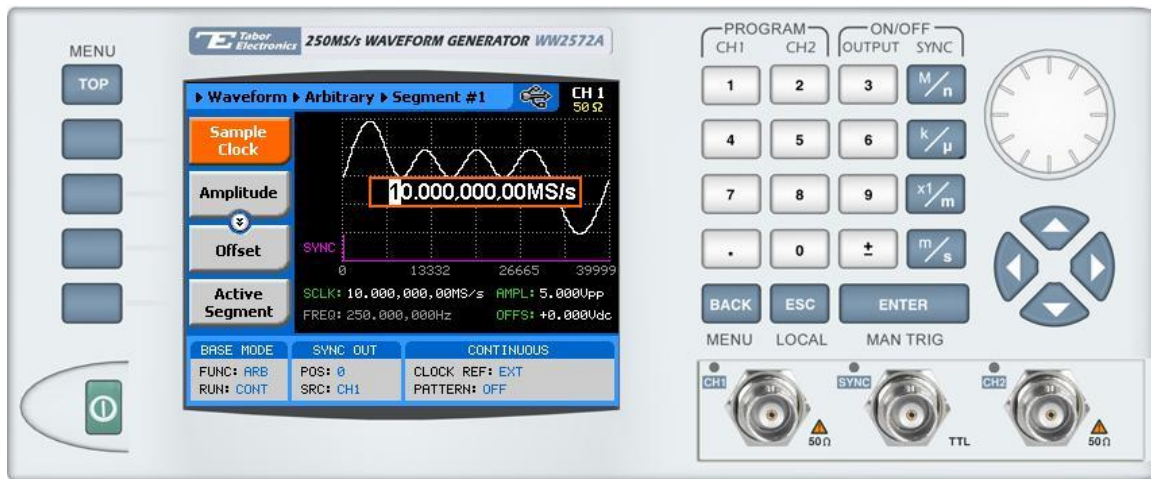 MENU
TOP
Tabor
Electronics
250MS/s WAVEFORM GENERATOR WW2572A
Waveform Arbitrary Segment #1
CH 1
50 Ω
Sample
Clock
Amplitude
Offset
Active
Segment
10.000,000,00MS/s
SYNC
0 13332 26665 39999
SCLK: 10.000,000,00MS/s AMPL: 5.000Vpp
FREQ: 250.000,000Hz OFFS: +0.000Vdc
BASE MODE SYNC OUT CONTINUOUS
FUNC: ARB POS: 0 CLOCK REF: EXT
RUN: CONT SRC: CH1 PATTERN: OFF
PROGRAM ON/OFF
CH1 CH2 OUTPUT SYNC
1 2 3 M/n
4 5 6 k/µ
7 8 9 x1/m
. 0 ± m/s
BACK ESC ENTER
MENU LOCAL MAN TRIG
CH1 SYNC CH2
50Ω TTL 50Ω